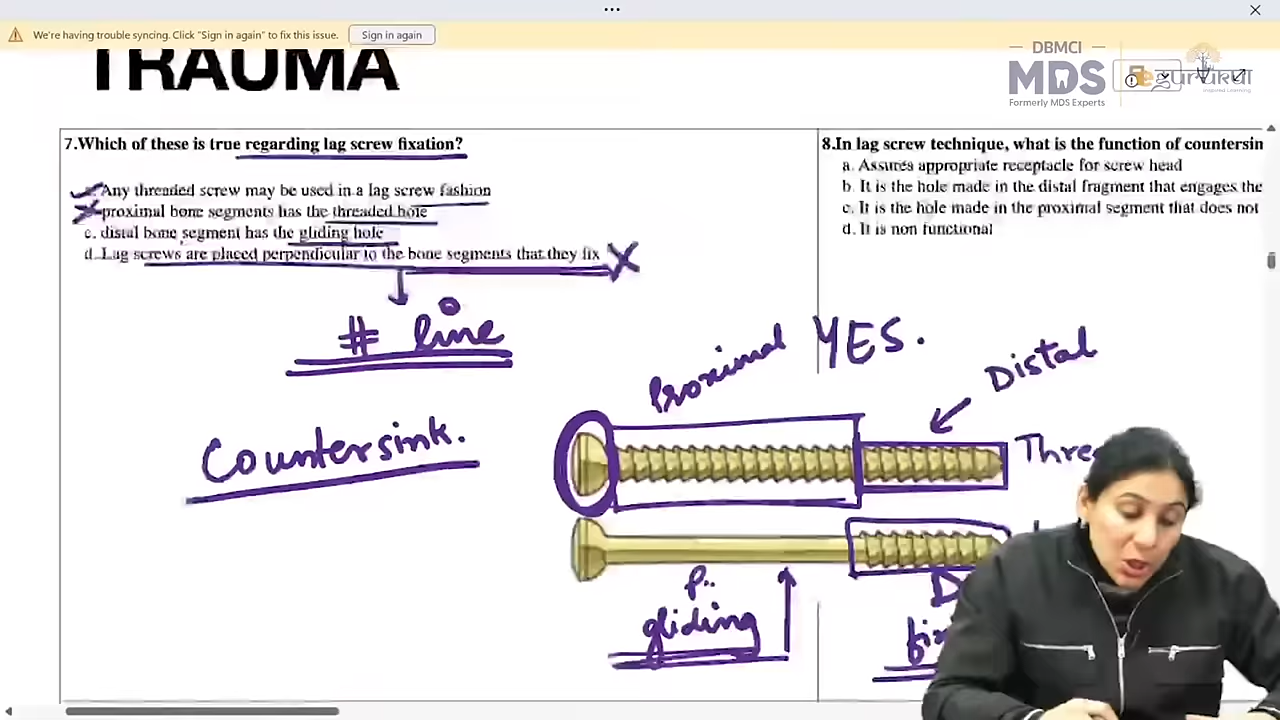 We're having trouble syncing. Click "Sign in again" to fix this issue. Sign in again
TRAUMA
DBMCI
MDS
Formerly MDS Experts
eगुरुकुल
Inspired Learning
7.Which of these is true regarding lag screw fixation?
Any threaded screw may be used in a lag screw fashion
proximal bone segments has the threaded hole
c. distal bone segment has the gliding hole
d. Lag screws are placed perpendicular to the bone segments that they fix
# line
Countersink.
8.In lag screw technique, what is the function of countersin
a. Assures appropriate receptacle for screw head
b. It is the hole made in the distal fragment that engages the
c. It is the hole made in the proximal segment that does not
d. It is non functional
Proximal
YES.
Distal
P..
gliding
D